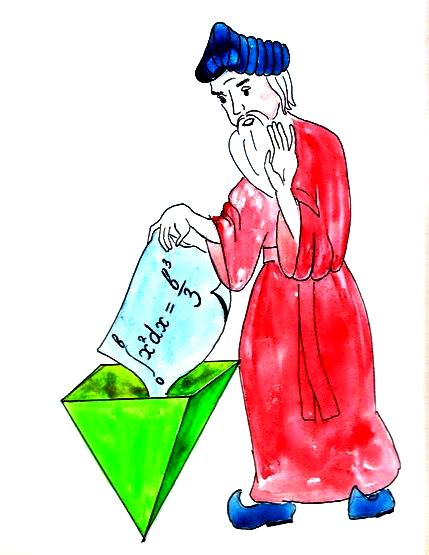 ∫₀ᵇ x²dx = b³/3